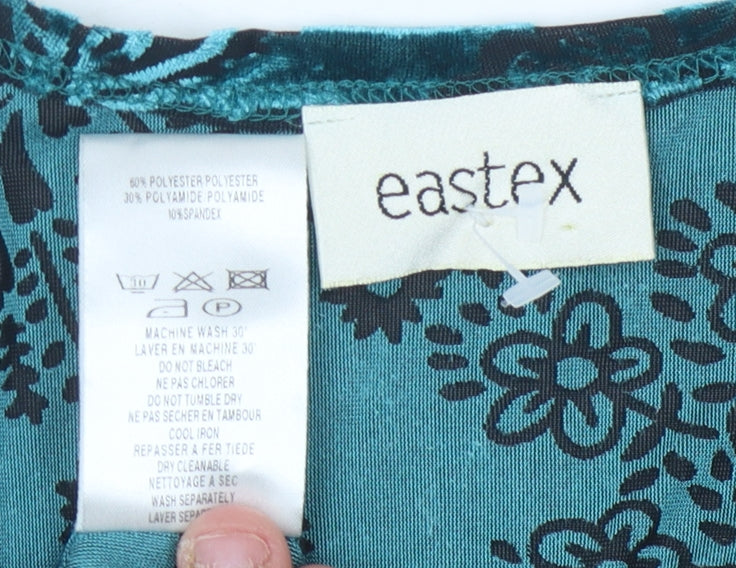 60% POLYESTER/POLYESTER
30% POLYAMIDE/POLYAMIDE
10%SPANDEX
30
P
MACHINE WASH 30°
LAVER EN MACHINE 30°
DO NOT BLEACH
NE PAS CHLORER
DO NOT TUMBLE DRY
NE PAS SECHER EN TAMBOUR
COOL IRON
REPASSER A FER TIEDE
DRY CLEANABLE
NETTOYAGE A SEC
WASH SEPARATELY
LAVER
eastex